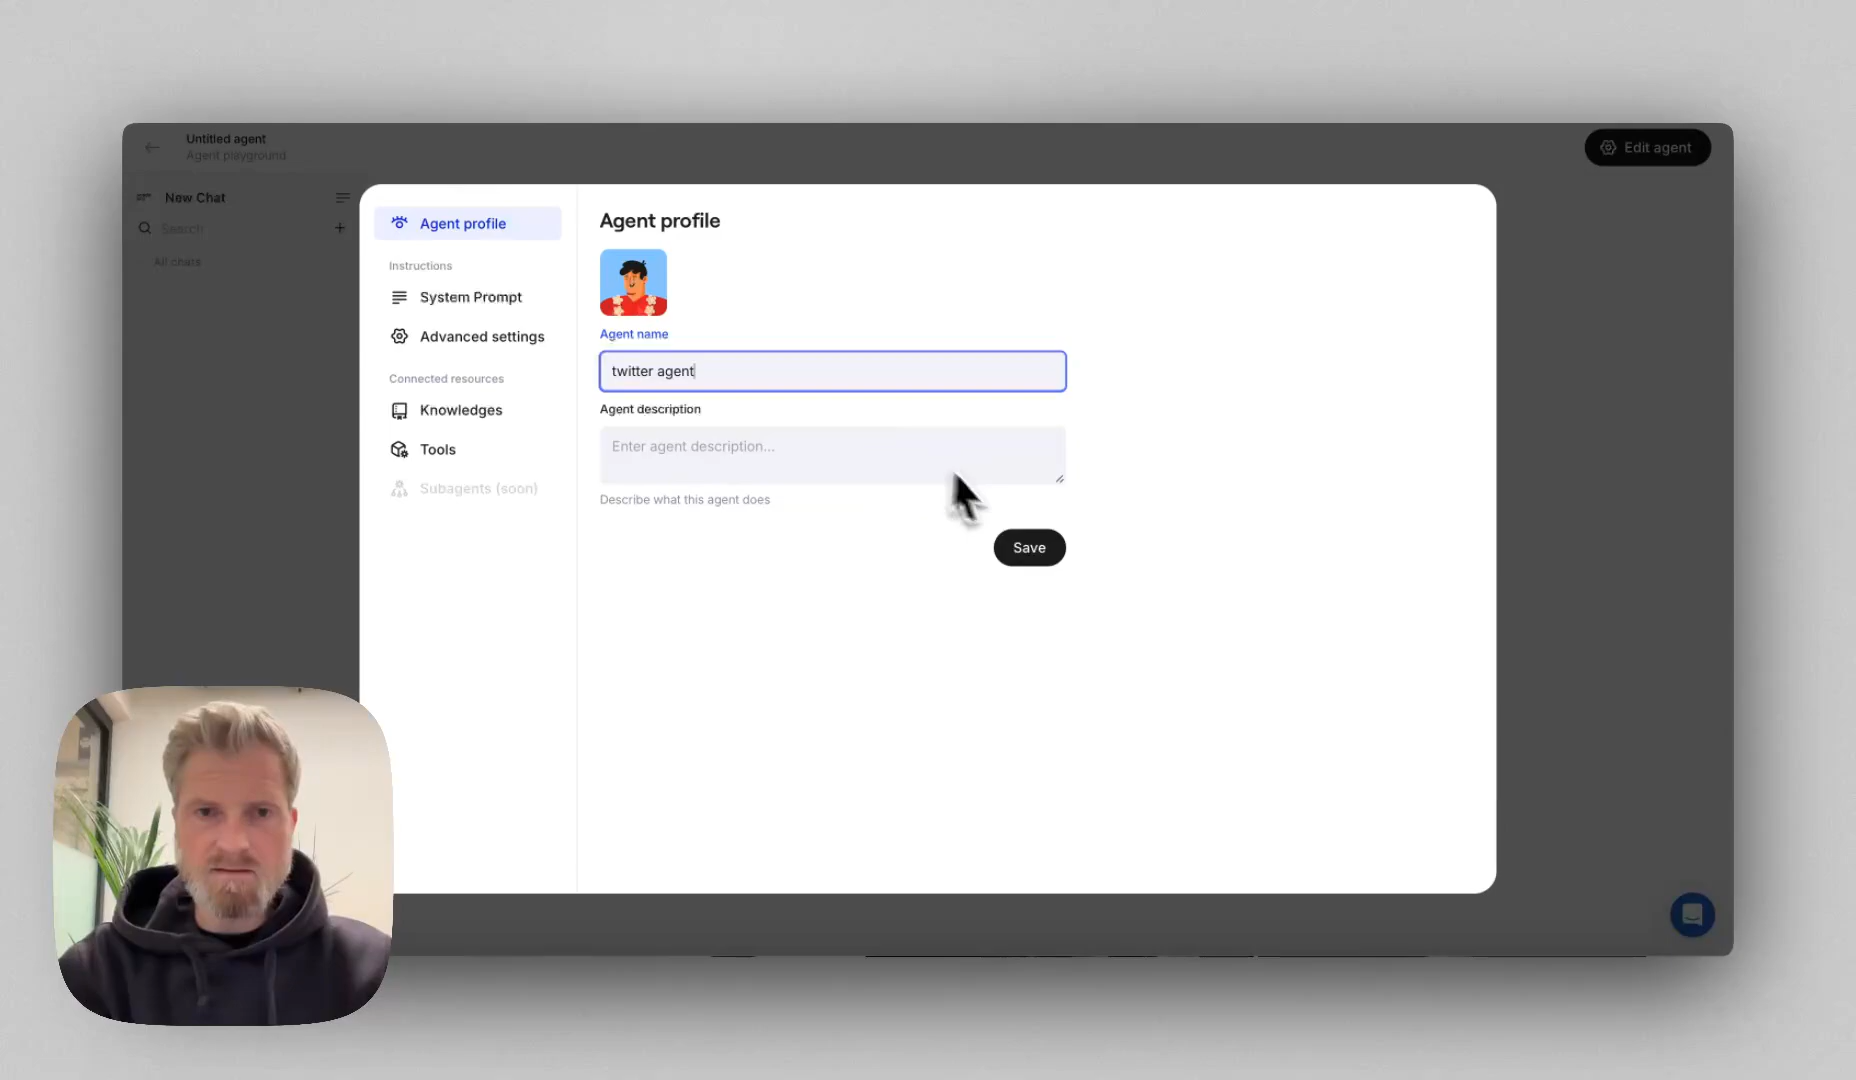 Untitled agent
Agent playground
Edit agent
New Chat
Search
All chats
Agent profile
Instructions
System Prompt
Advanced settings
Connected resources
Knowledges
Tools
Subagents (soon)
Agent profile
Agent name
twitter agent
Agent description
Enter agent description...
Describe what this agent does
Save